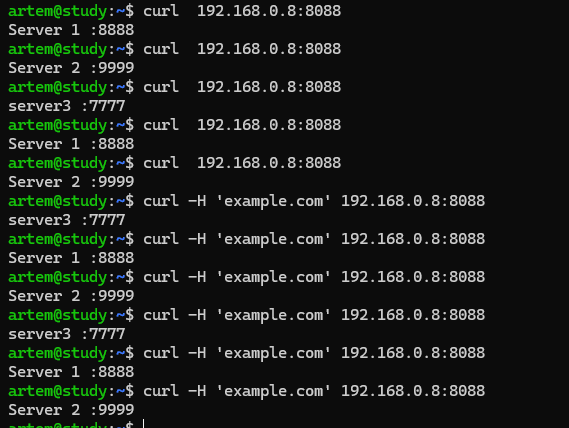 artem@study:~$ curl  192.168.0.8:8088
Server 1 :8888
artem@study:~$ curl  192.168.0.8:8088
Server 2 :9999
artem@study:~$ curl  192.168.0.8:8088
server3 :7777
artem@study:~$ curl  192.168.0.8:8088
Server 1 :8888
artem@study:~$ curl  192.168.0.8:8088
Server 2 :9999
artem@study:~$ curl -H 'example.com' 192.168.0.8:8088
server3 :7777
artem@study:~$ curl -H 'example.com' 192.168.0.8:8088
Server 1 :8888
artem@study:~$ curl -H 'example.com' 192.168.0.8:8088
Server 2 :9999
artem@study:~$ curl -H 'example.com' 192.168.0.8:8088
server3 :7777
artem@study:~$ curl -H 'example.com' 192.168.0.8:8088
Server 1 :8888
artem@study:~$ curl -H 'example.com' 192.168.0.8:8088
Server 2 :9999
artem@study:~$